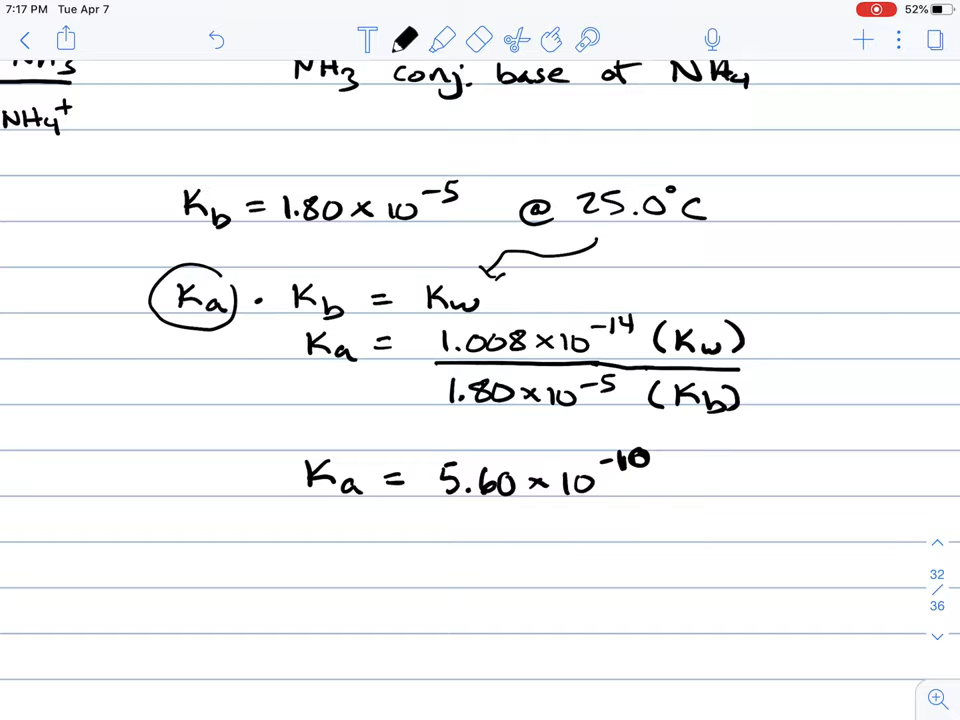 7:17 PM Tue Apr 7 52%
T
NH3 NH3 conj. base of NH4
NH4+
Kb = 1.80 × 10^-5 @ 25.0°C
Ka · Kb = Kw
Ka = 1.008 × 10^-14 (Kw)
1.80 × 10^-5 (Kb)
Ka = 5.60 × 10^-10
32
/
36